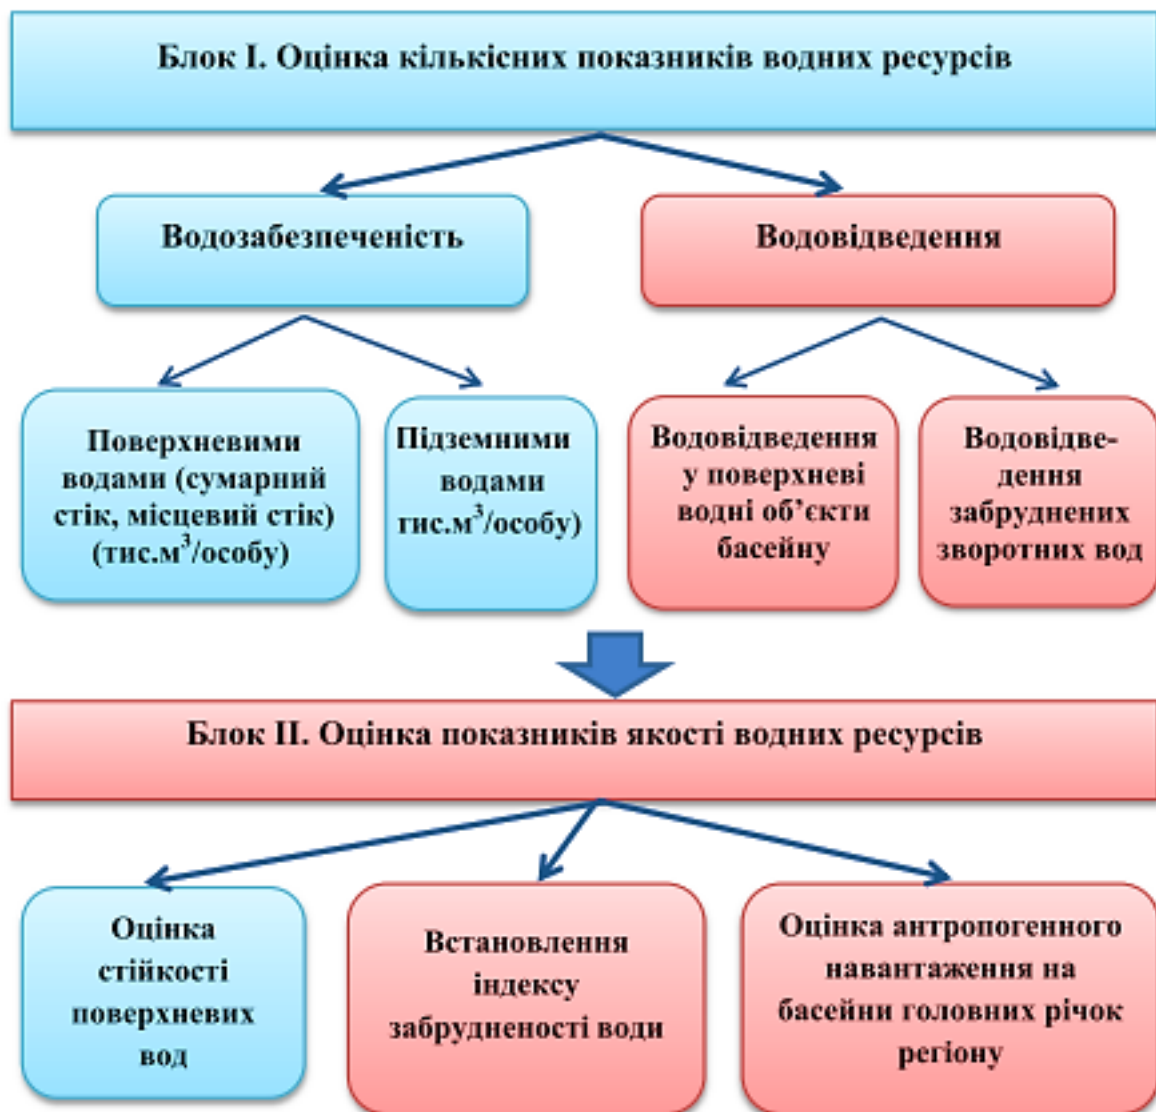 Блок І. Оцінка кількісних показників водних ресурсів
Водозабезпеченість
Водовідведення
Поверхневими
водами (сумарний
стік, місцевий стік)
(тис.м³/особу)
Підземними
водами
тис.м³/особу)
Водовідведення
у поверхневі
водні об’єкти
басейну
Водовідве-
дення
забруднених
зворотних вод
Блок ІІ. Оцінка показників якості водних ресурсів
Оцінка
стійкості
поверхневих
вод
Встановлення
індексу
забрудненості води
Оцінка антропогенного
навантаження на
басейни головних річок
регіону